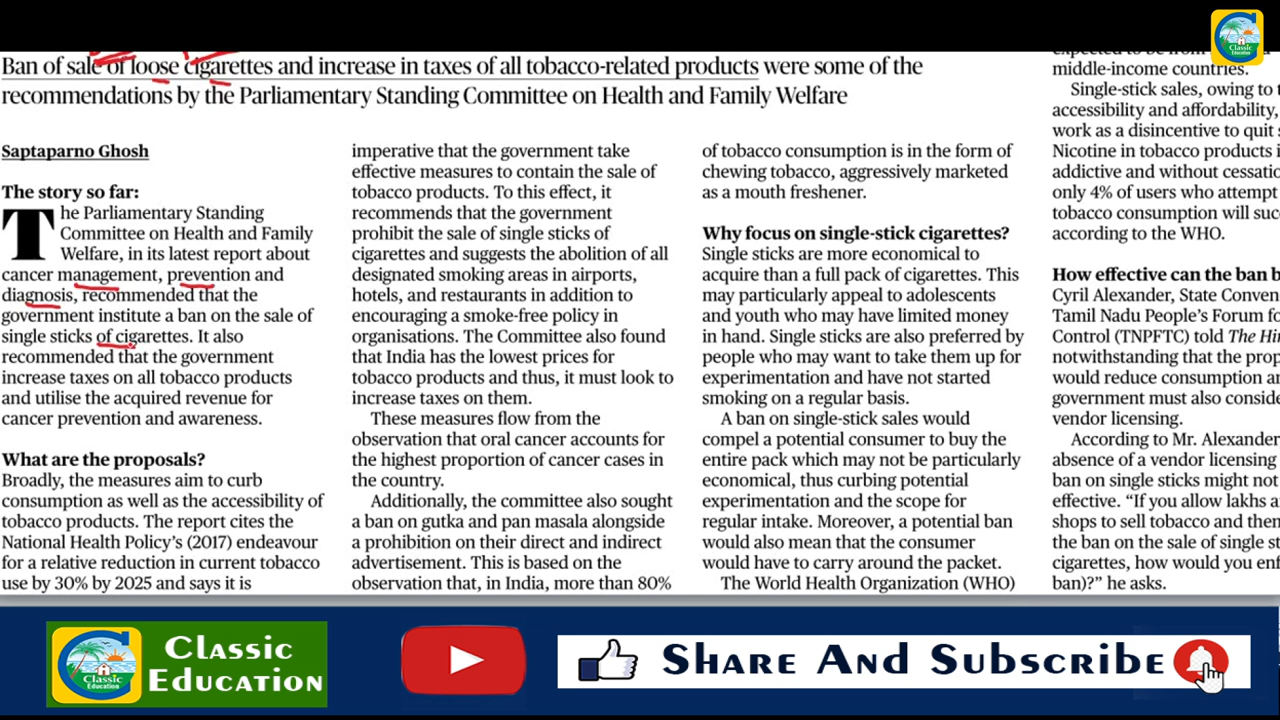 Ban of sale of loose cigarettes and increase in taxes of all tobacco-related products were some of the
recommendations by the Parliamentary Standing Committee on Health and Family Welfare
Saptaparno Ghosh
The story so far:
The Parliamentary Standing
Committee on Health and Family
Welfare, in its latest report about
cancer management, prevention and
diagnosis, recommended that the
government institute a ban on the sale of
single sticks of cigarettes. It also
recommended that the government
increase taxes on all tobacco products
and utilise the acquired revenue for
cancer prevention and awareness.
What are the proposals?
Broadly, the measures aim to curb
consumption as well as the accessibility of
tobacco products. The report cites the
National Health Policy's (2017) endeavour
for a relative reduction in current tobacco
use by 30% by 2025 and says it is
imperative that the government take
effective measures to contain the sale of
tobacco products. To this effect, it
recommends that the government
prohibit the sale of single sticks of
cigarettes and suggests the abolition of all
designated smoking areas in airports,
hotels, and restaurants in addition to
encouraging a smoke-free policy in
organisations. The Committee also found
that India has the lowest prices for
tobacco products and thus, it must look to
increase taxes on them.
These measures flow from the
observation that oral cancer accounts for
the highest proportion of cancer cases in
the country.
Additionally, the committee also sought
a ban on gutka and pan masala alongside
a prohibition on their direct and indirect
advertisement. This is based on the
observation that, in India, more than 80%
of tobacco consumption is in the form of
chewing tobacco, aggressively marketed
as a mouth freshener.
Why focus on single-stick cigarettes?
Single sticks are more economical to
acquire than a full pack of cigarettes. This
may particularly appeal to adolescents
and youth who may have limited money
in hand. Single sticks are also preferred by
people who may want to take them up for
experimentation and have not started
smoking on a regular basis.
A ban on single-stick sales would
compel a potential consumer to buy the
entire pack which may not be particularly
economical, thus curbing potential
experimentation and the scope for
regular intake. Moreover, a potential ban
would also mean that the consumer
would have to carry around the packet.
The World Health Organization (WHO)
expected to be from
middle-income countries.
Single-stick sales, owing to
accessibility and affordability,
work as a disincentive to quit
Nicotine in tobacco products
addictive and without
only 4% of users who attempt
tobacco consumption will
according to the WHO.
How effective can the ban
Cyril Alexander, State
Tamil Nadu People's Forum
Control (TNPFTC) told The
notwithstanding that the
would reduce consumption
government must also
vendor licensing.
According to Mr. Alexander
absence of a vendor licensing
ban on single sticks might not
effective. "If you allow lakhs
shops to sell tobacco and
the ban on the sale of single
cigarettes, how would you
ban)?" he asks.
Classic
Education
Classic
Education
Classic
Education
Share And Subscribe